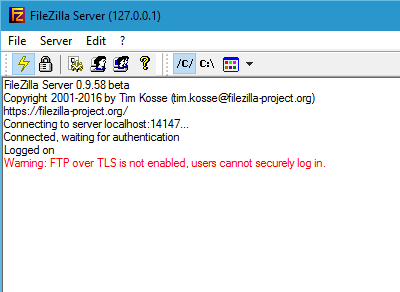 FileZilla Server (127.0.0.1)
File Server Edit ?
/C/ C:\
FileZilla Server 0.9.58 beta
Copyright 2001-2016 by Tim Kosse (tim.kosse@filezilla-project.org)
https://filezilla-project.org/
Connecting to server localhost:14147...
Connected, waiting for authentication
Logged on
Warning: FTP over TLS is not enabled, users cannot securely log in.